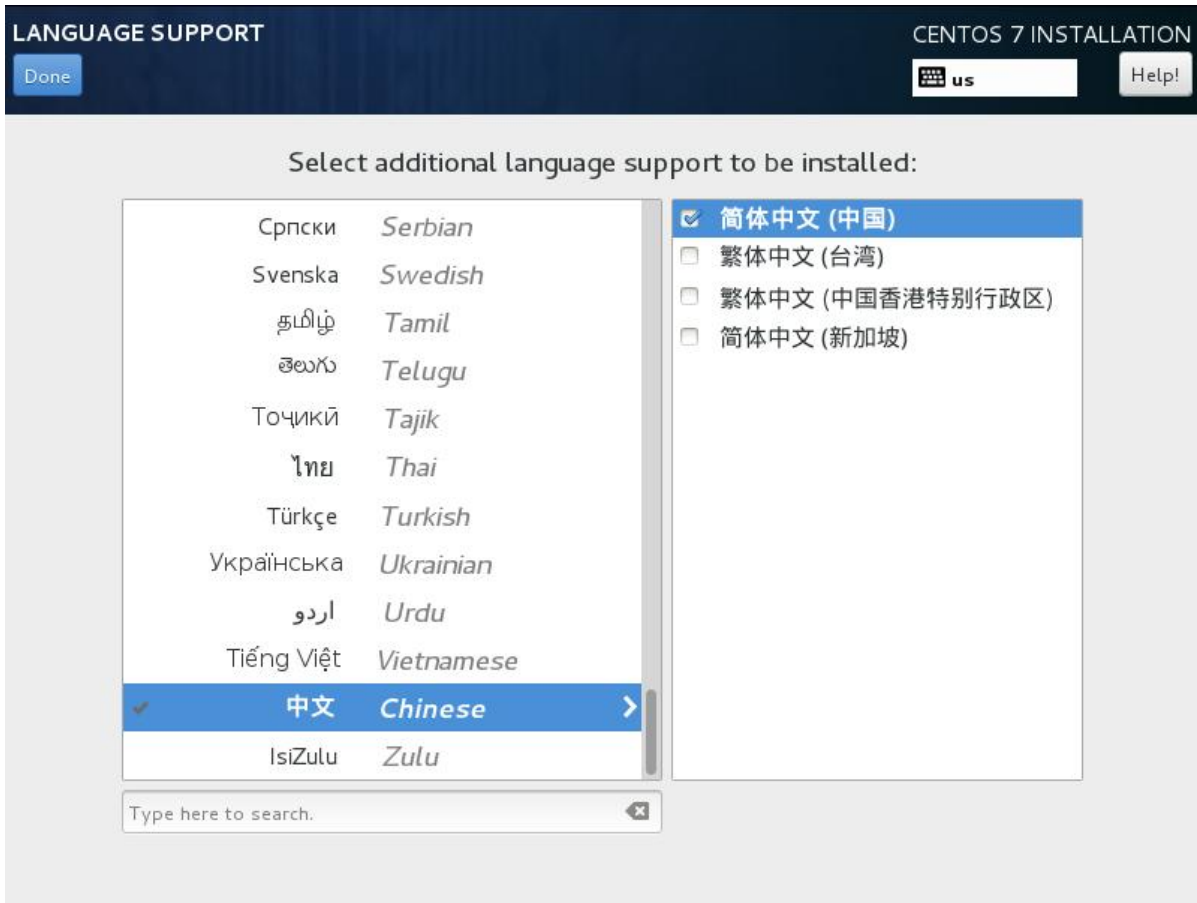 LANGUAGE SUPPORT
CENTOS 7 INSTALLATION
Done
us
Help!
Select additional language support to be installed:
Српски Serbian
Svenska Swedish
தமிழ் Tamil
తెలుగు Telugu
Тоҷикӣ Tajik
ไทย Thai
Türkçe Turkish
Українська Ukrainian
اردو Urdu
Tiếng Việt Vietnamese
中文 Chinese
IsiZulu Zulu
简体中文 (中国)
繁体中文 (台湾)
繁体中文 (中国香港特别行政区)
简体中文 (新加坡)
Type here to search.